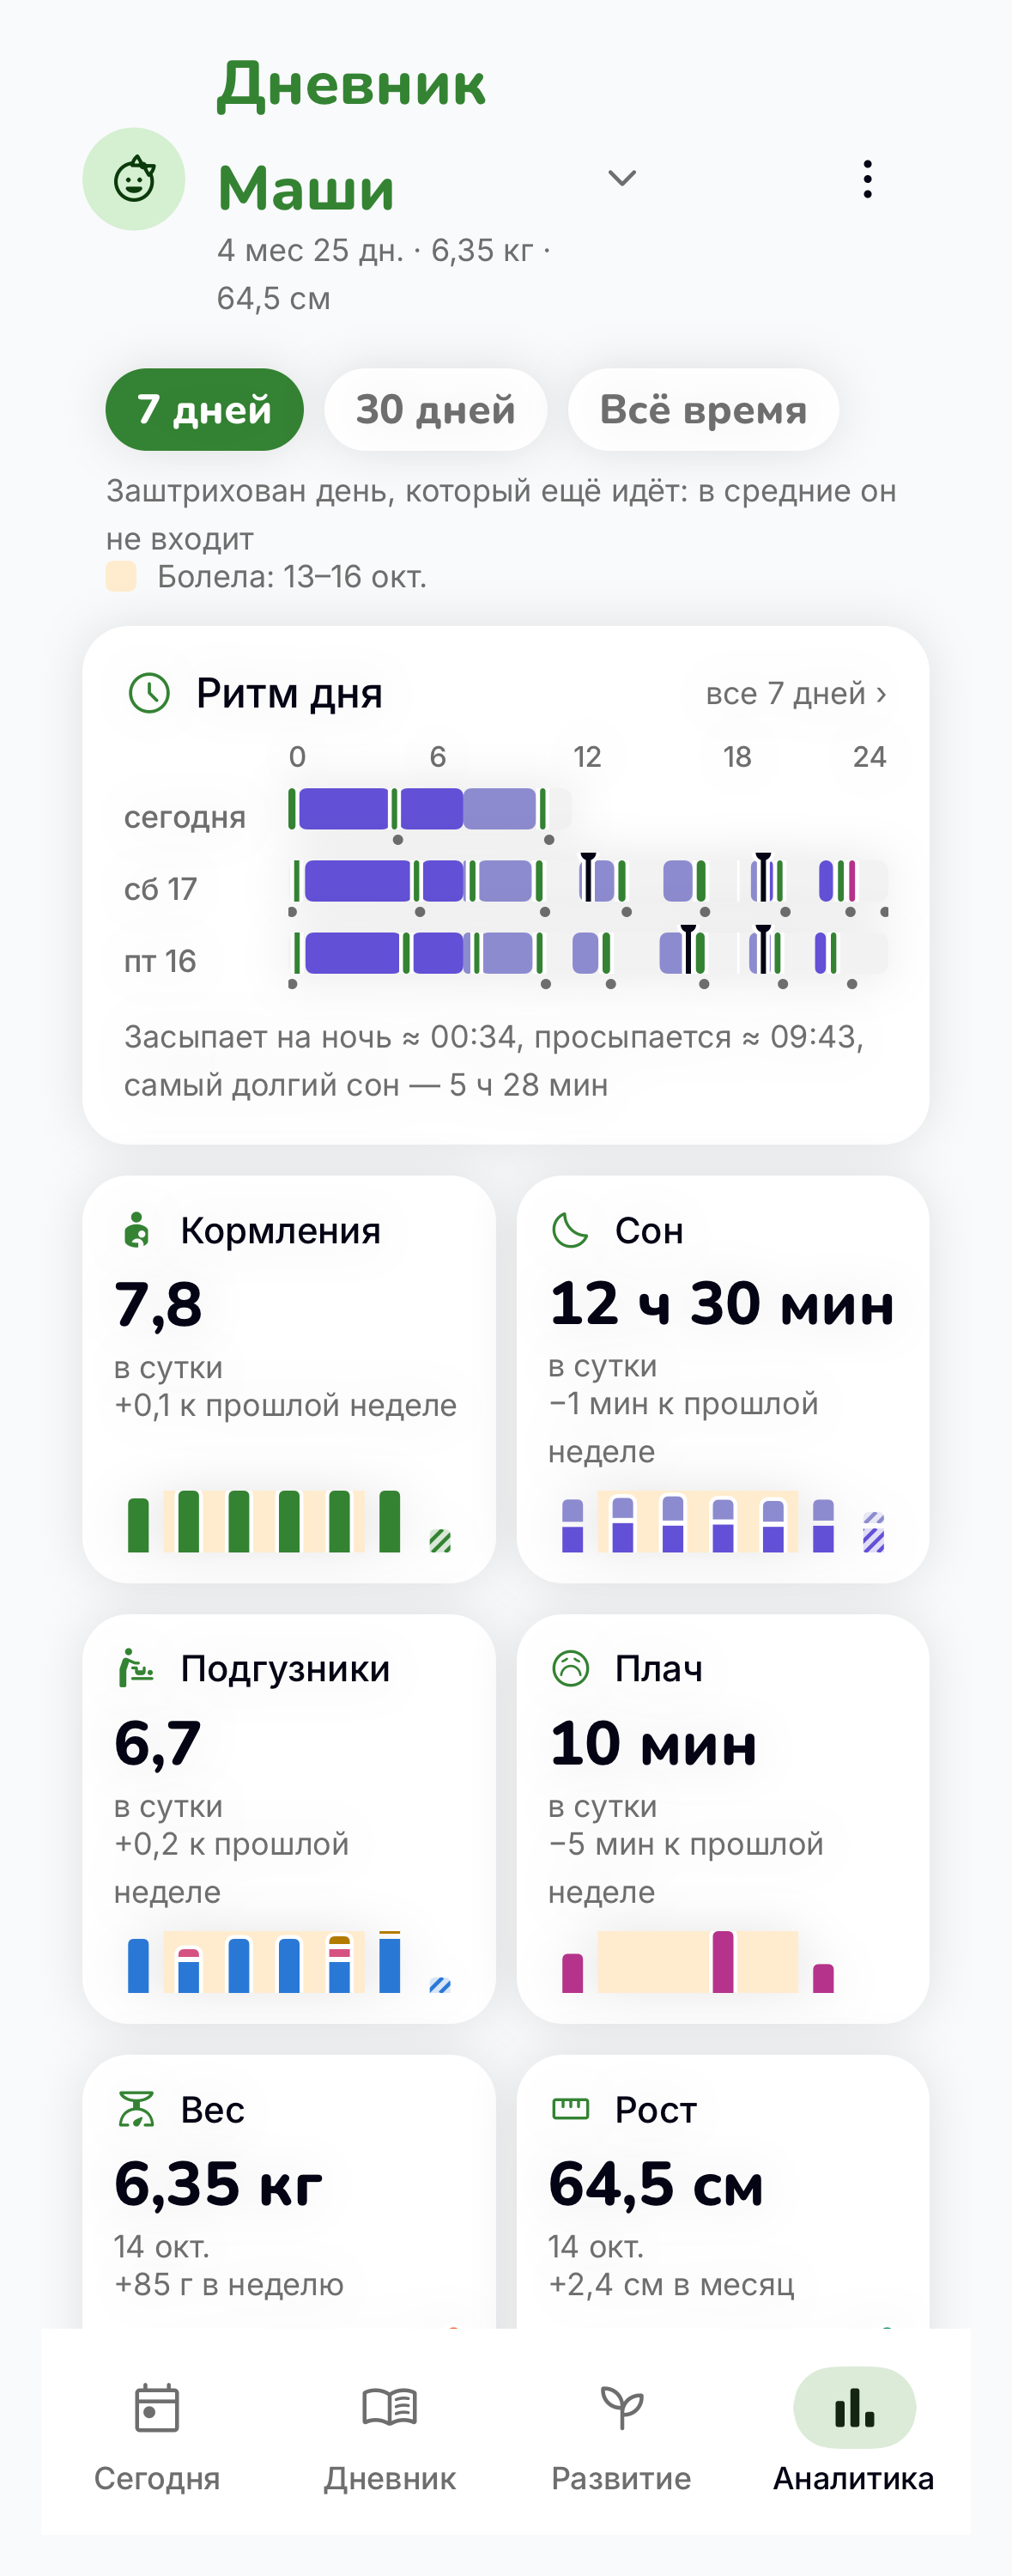 Дневник
Маши
4 мес 25 дн. · 6,35 кг ·
64,5 см
7 дней
30 дней
Всё время
Заштрихован день, который ещё идёт: в средние он
не входит
Болела: 13–16 окт.
Ритм дня
все 7 дней ›
0 6 12 18 24
сегодня
сб 17
пт 16
Засыпает на ночь ≈ 00:34, просыпается ≈ 09:43,
самый долгий сон — 5 ч 28 мин
Кормления
7,8
в сутки
+0,1 к прошлой неделе
Сон
12 ч 30 мин
в сутки
−1 мин к прошлой
неделе
Подгузники
6,7
в сутки
+0,2 к прошлой
неделе
Плач
10 мин
в сутки
−5 мин к прошлой
неделе
Вес
6,35 кг
14 окт.
+85 г в неделю
Рост
64,5 см
14 окт.
+2,4 см в месяц
Сегодня
Дневник
Развитие
Аналитика